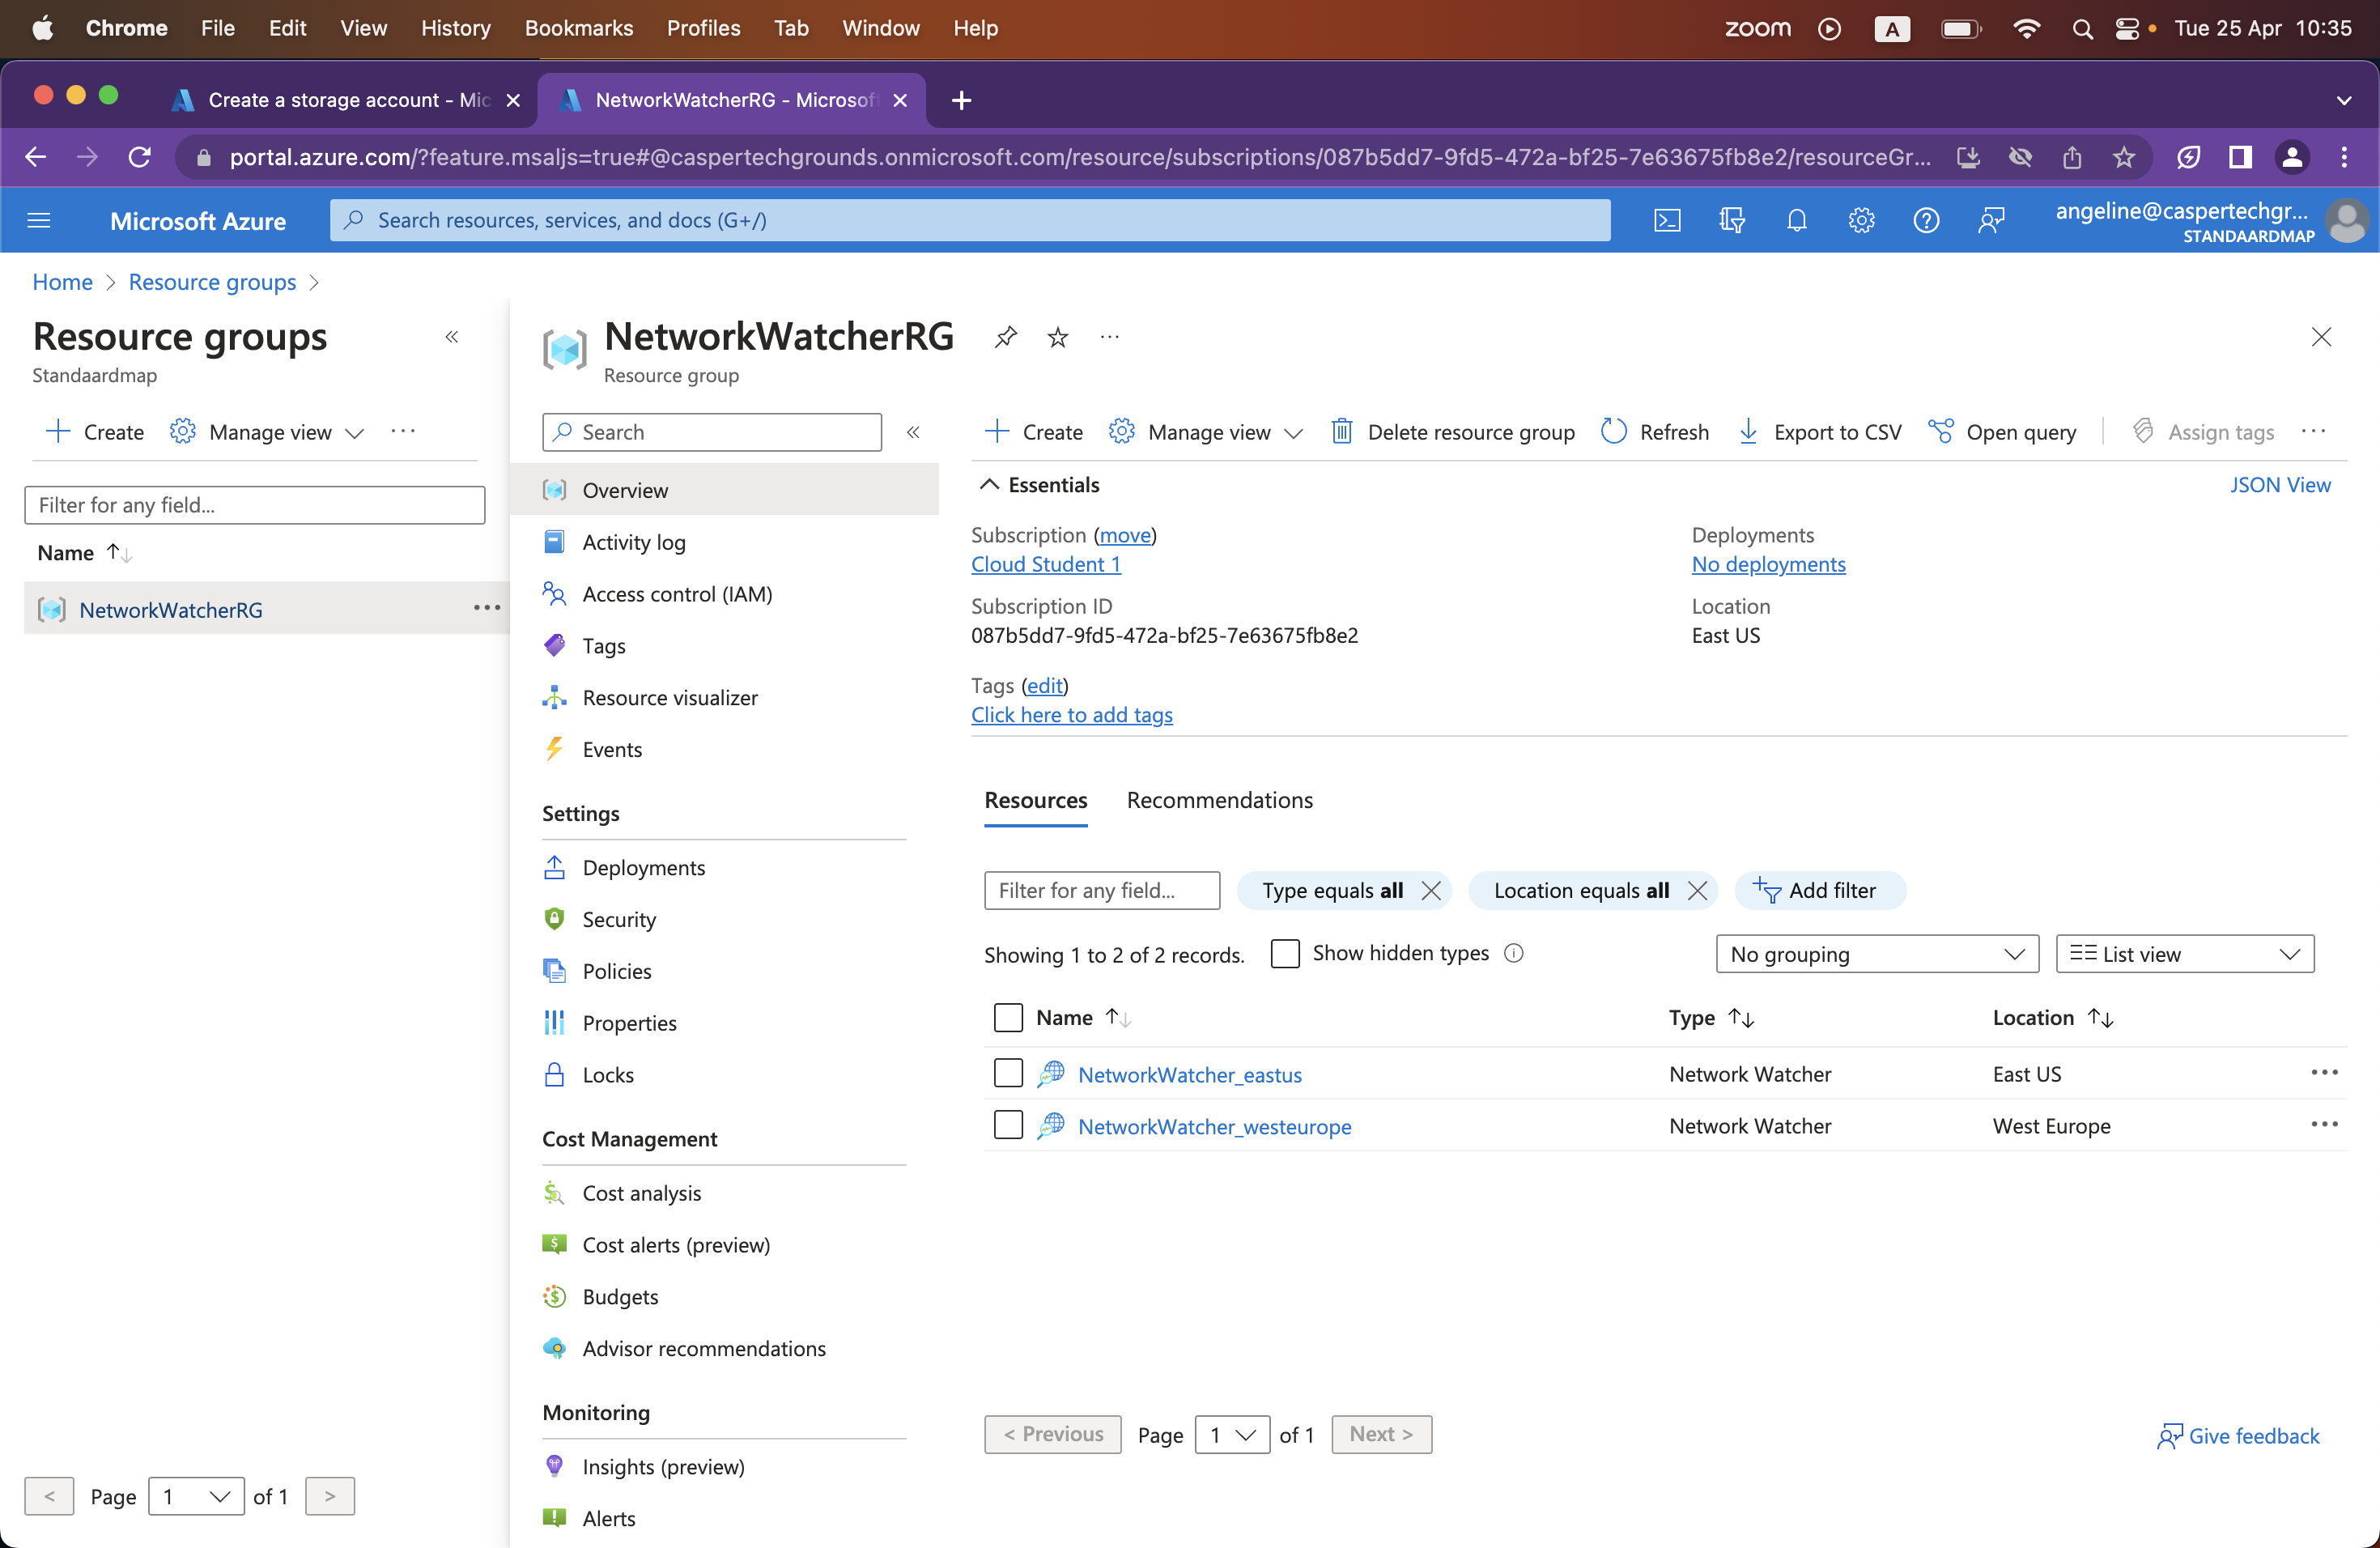 Chrome File Edit View History Bookmarks Profiles Tab Window Help zoom A Tue 25 Apr 10:35
Create a storage account - Mic NetworkWatcherRG - Microsof
portal.azure.com/?feature.msaljs=true#@caspertechgrounds.onmicrosoft.com/resource/subscriptions/087b5dd7-9fd5-472a-bf25-7e63675fb8e2/resourceGr...
Microsoft Azure Search resources, services, and docs (G+/) angeline@caspertechgr...
STANDAARDMAP
Home > Resource groups >
Resource groups
Standaardmap
Create Manage view ...
Filter for any field...
Name
NetworkWatcherRG ...
< Page 1 of 1 >
NetworkWatcherRG ...
Resource group
Search
Overview
Activity log
Access control (IAM)
Tags
Resource visualizer
Events
Settings
Deployments
Security
Policies
Properties
Locks
Cost Management
Cost analysis
Cost alerts (preview)
Budgets
Advisor recommendations
Monitoring
Insights (preview)
Alerts
Create Manage view Delete resource group Refresh Export to CSV Open query Assign tags ...
Essentials JSON View
Subscription (move)
Cloud Student 1
Subscription ID
087b5dd7-9fd5-472a-bf25-7e63675fb8e2
Tags (edit)
Click here to add tags
Deployments
No deployments
Location
East US
Resources Recommendations
Filter for any field... Type equals all Location equals all Add filter
Showing 1 to 2 of 2 records. Show hidden types No grouping List view
Name Type Location
NetworkWatcher_eastus Network Watcher East US ...
NetworkWatcher_westeurope Network Watcher West Europe ...
< Previous Page 1 of 1 Next > Give feedback